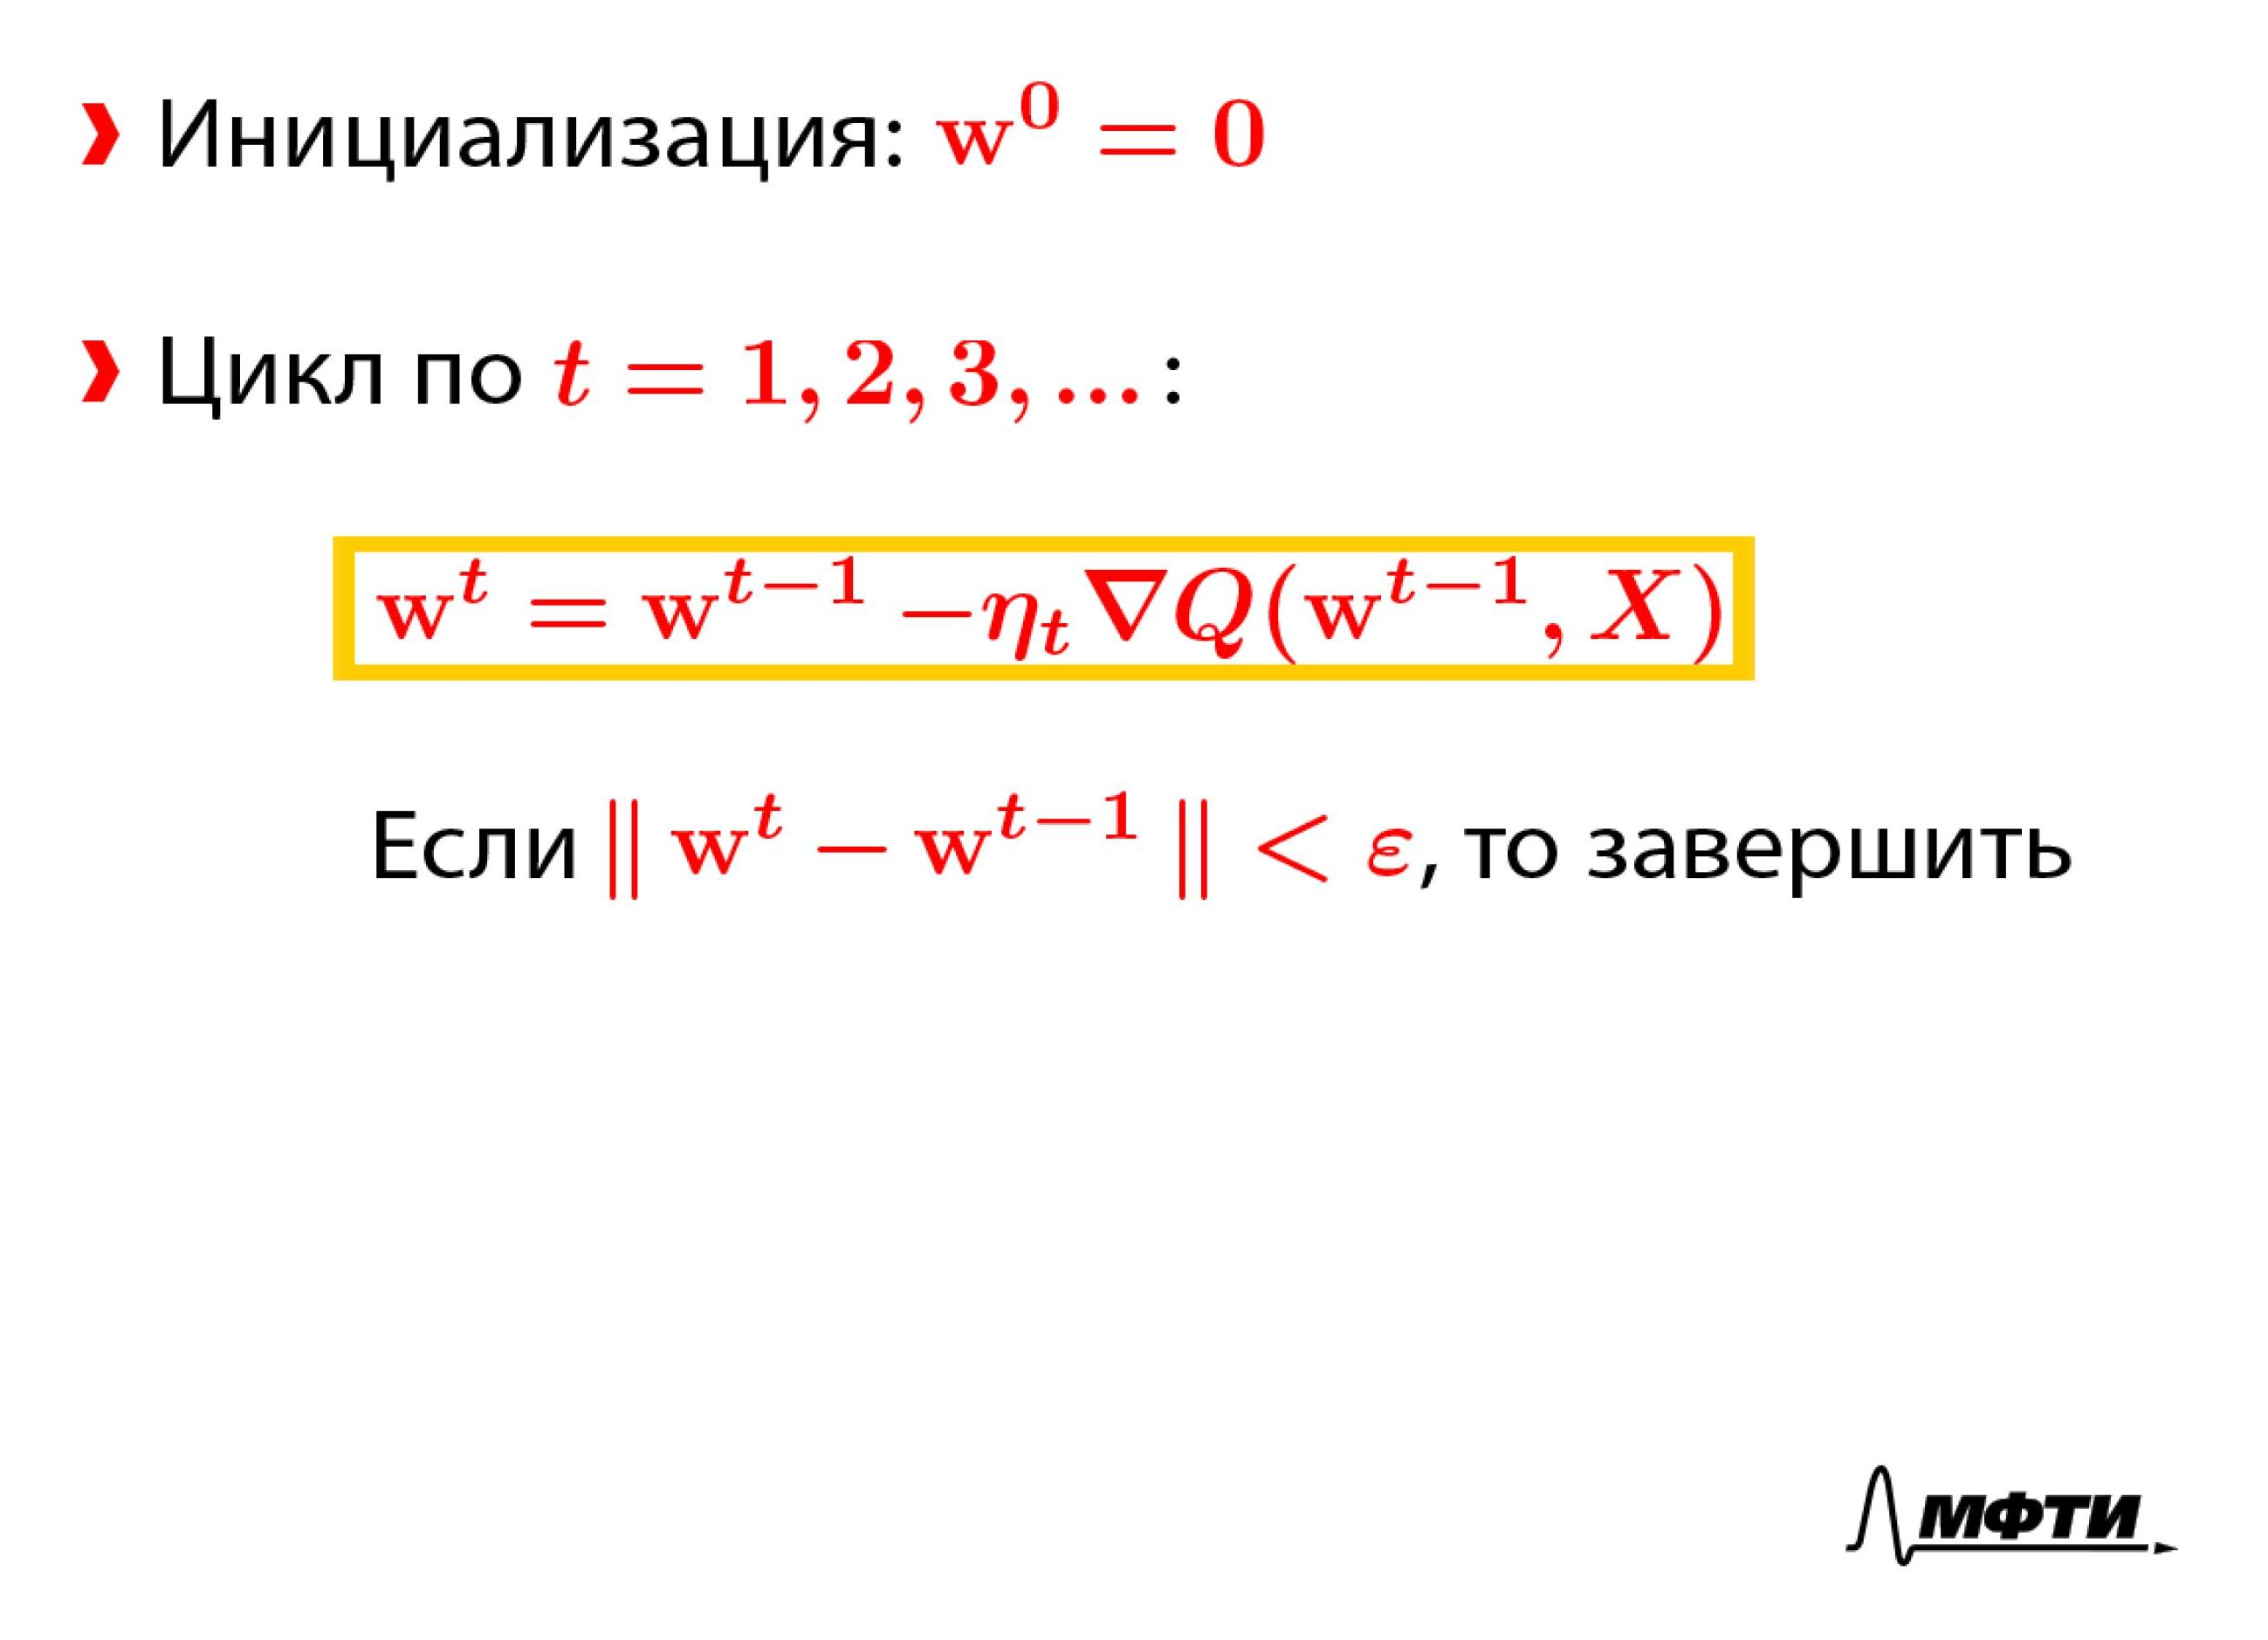 Инициализация: w⁰ = 0
Цикл по t = 1, 2, 3, ... :
wᵗ = wᵗ⁻¹ − ηₜ∇Q(wᵗ⁻¹, X)
Если ‖ wᵗ − wᵗ⁻¹ ‖ < ε, то завершить
МФТИ